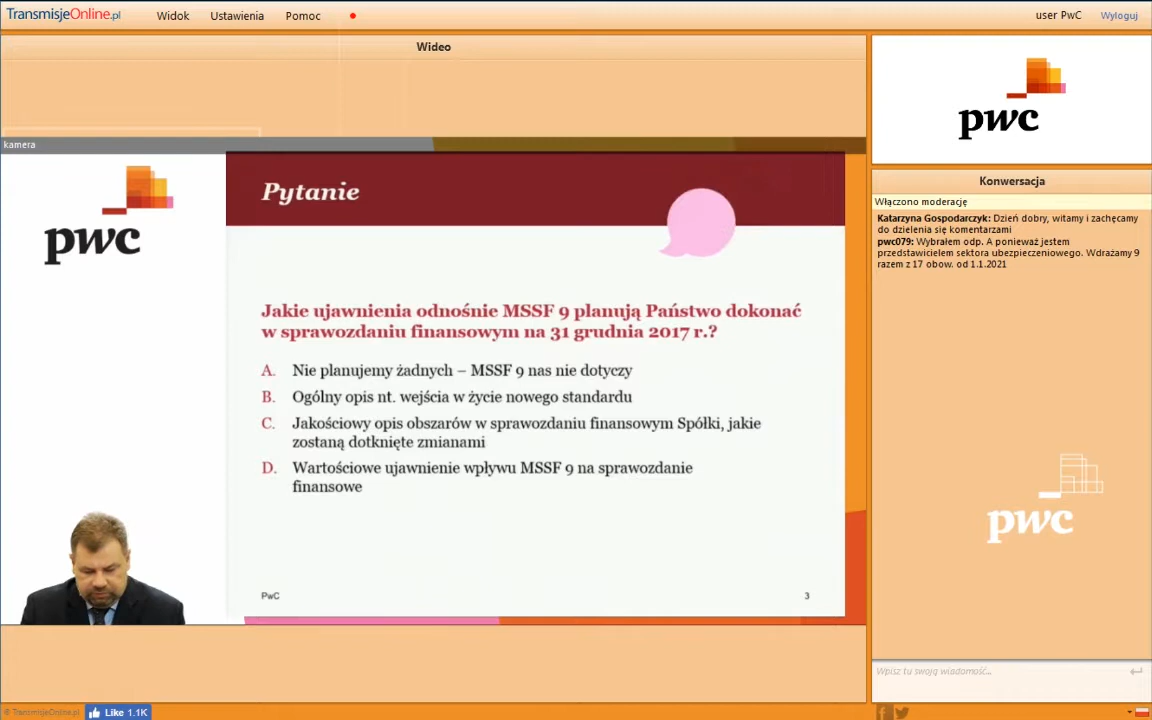 TransmisjeOnline.pl
Widok
Ustawienia
Pomoc
user PwC
Wyloguj
Wideo
kamera
pwc
Pytanie
Jakie ujawnienia odnośnie MSSF 9 planują Państwo dokonać
w sprawozdaniu finansowym na 31 grudnia 2017 r.?
A. Nie planujemy żadnych – MSSF 9 nas nie dotyczy
B. Ogólny opis nt. wejścia w życie nowego standardu
C. Jakościowy opis obszarów w sprawozdaniu finansowym Spółki, jakie
zostaną dotknięte zmianami
D. Wartościowe ujawnienie wpływu MSSF 9 na sprawozdanie
finansowe
PwC
3
pwc
Konwersacja
Włączono moderację
Katarzyna Gospodarczyk: Dzień dobry, witamy i zachęcamy
do dzielenia się komentarzami
pwc079: Wybrałem odp. A ponieważ jestem
przedstawicielem sektora ubezpieczeniowego. Wdrażamy 9
razem z 17 obow. od 1.1.2021
pwc
Wpisz tu swoją wiadomość...
© TransmisjeOnline.pl
Like 1.1K